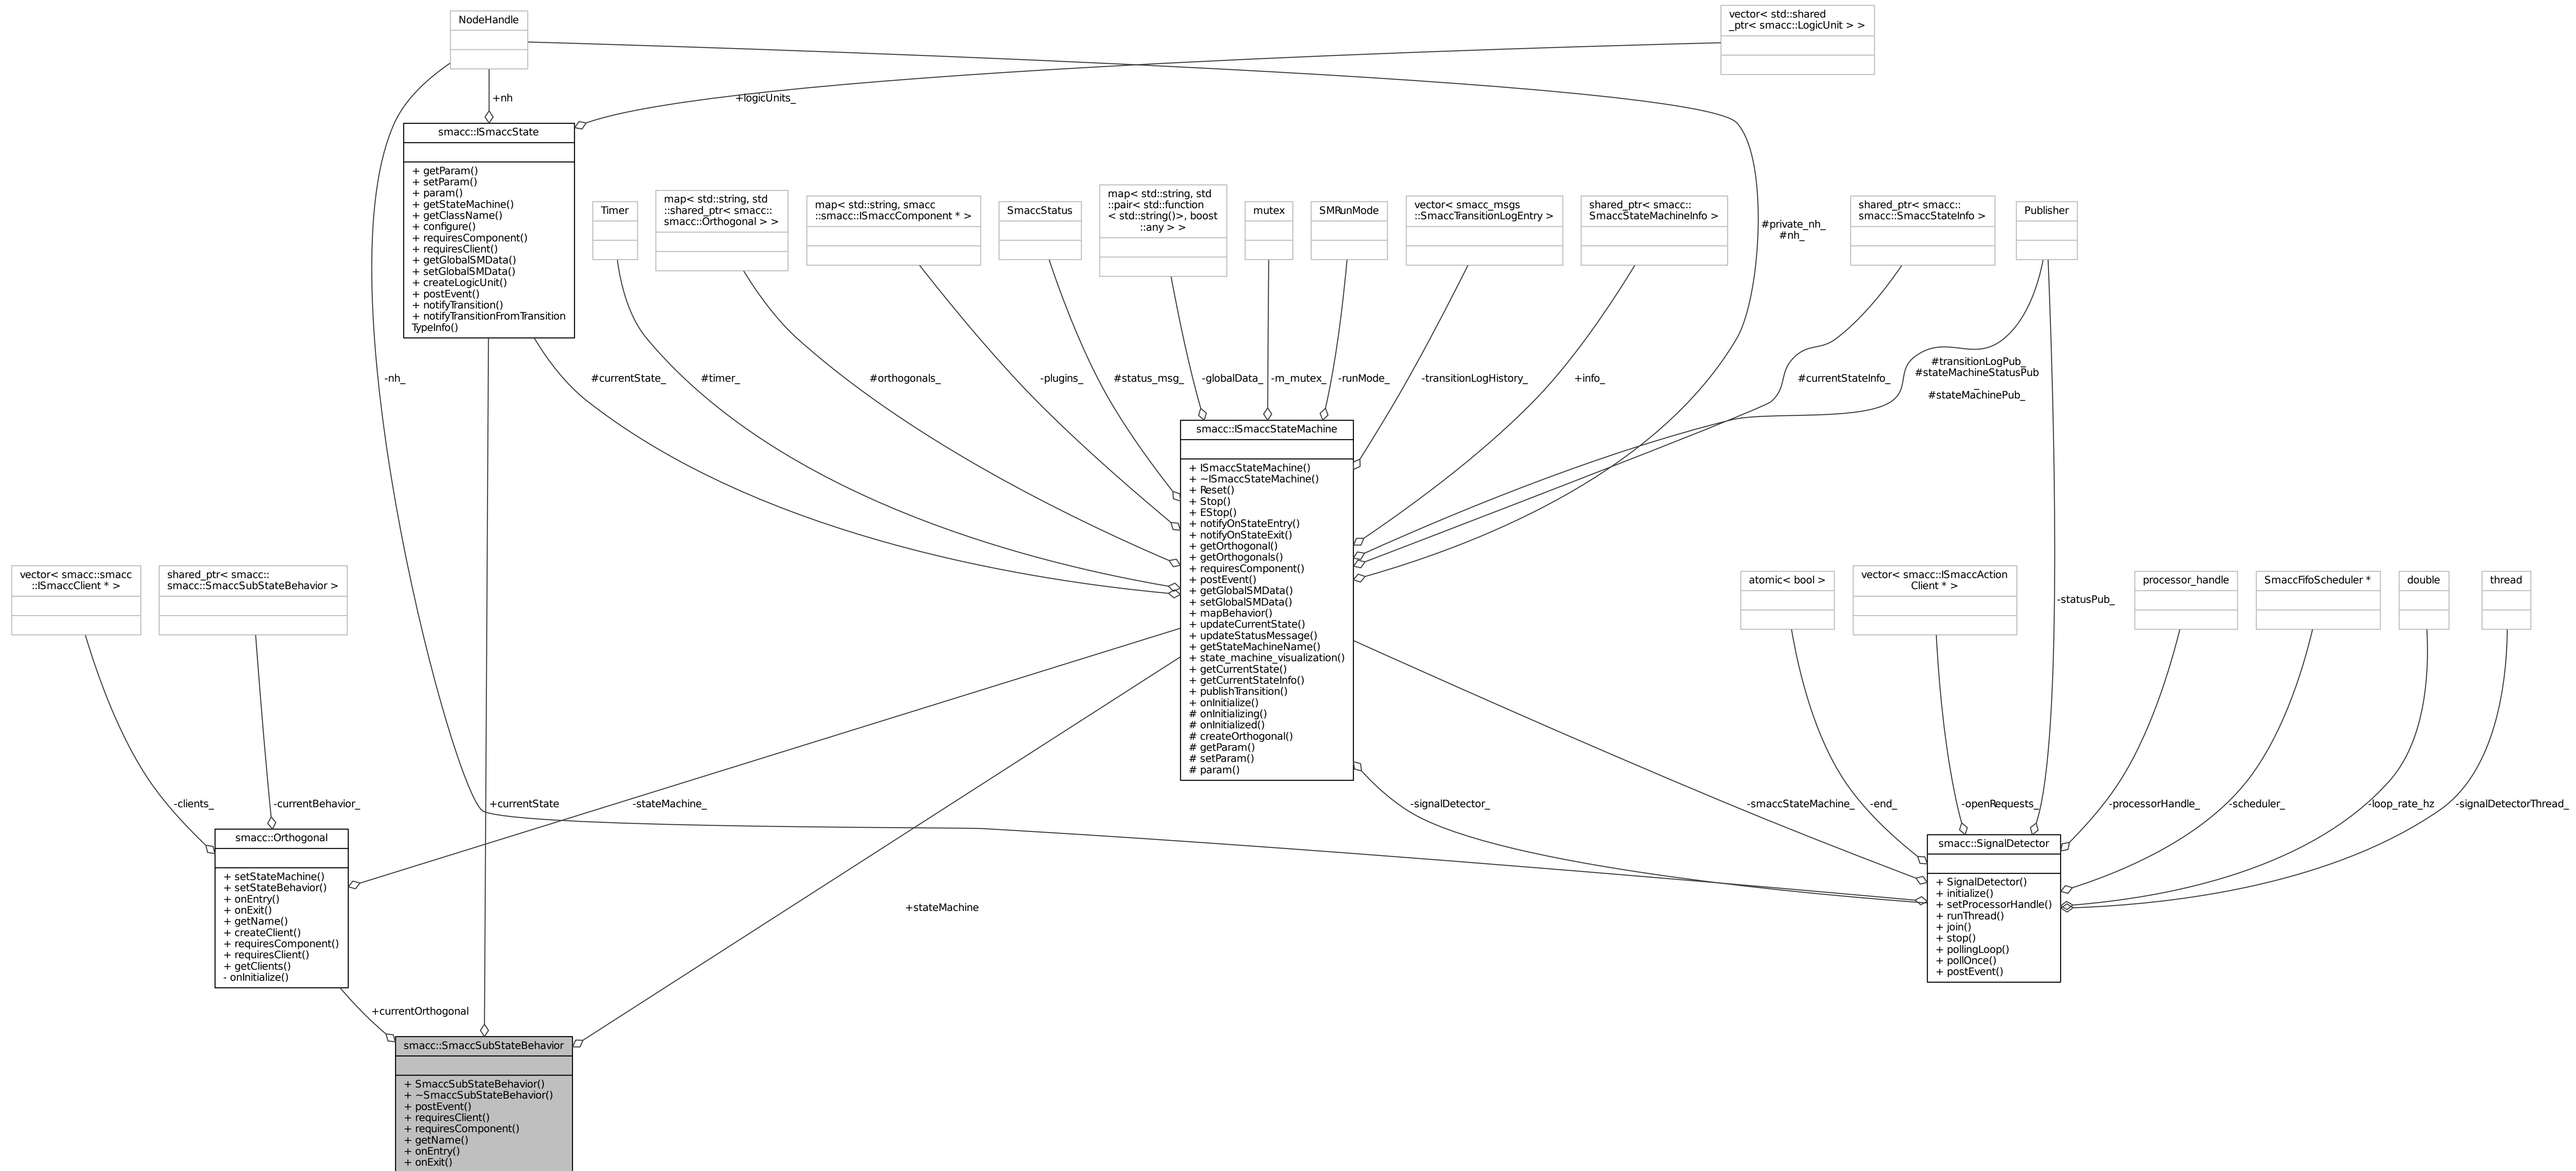 NodeHandle
vector< std::shared
_ptr< smacc::LogicUnit > >
+nh
+logicUnits_
smacc::ISmaccState
+ getParam()
+ setParam()
+ param()
+ getStateMachine()
+ getClassName()
+ configure()
+ requiresComponent()
+ requiresClient()
+ getGlobalSMData()
+ setGlobalSMData()
+ createLogicUnit()
+ postEvent()
+ notifyTransition()
+ notifyTransitionFromTransition
TypeInfo()
Timer
map< std::string, std
::shared_ptr< smacc::
smacc::Orthogonal > >
map< std::string, smacc
::smacc::ISmaccComponent * >
SmaccStatus
map< std::string, std
::pair< std::function
< std::string()>, boost
::any > >
mutex
SMRunMode
vector< smacc_msgs
::SmaccTransitionLogEntry >
shared_ptr< smacc::
SmaccStateMachineInfo >
#private_nh_
#nh_
shared_ptr< smacc::
smacc::SmaccStateInfo >
Publisher
-nh_
#currentState_
#timer_
#orthogonals_
-plugins_
#status_msg_
-globalData_
-m_mutex_
-runMode_
-transitionLogHistory_
+info_
#currentStateInfo_
#transitionLogPub_
#stateMachineStatusPub
_
#stateMachinePub_
smacc::ISmaccStateMachine
+ ISmaccStateMachine()
+ ~ISmaccStateMachine()
+ Reset()
+ Stop()
+ EStop()
+ notifyOnStateEntry()
+ notifyOnStateExit()
+ getOrthogonal()
+ getOrthogonals()
+ requiresComponent()
+ postEvent()
+ getGlobalSMData()
+ setGlobalSMData()
+ mapBehavior()
+ updateCurrentState()
+ updateStatusMessage()
+ getStateMachineName()
+ state_machine_visualization()
+ getCurrentState()
+ getCurrentStateInfo()
+ publishTransition()
+ onInitialize()
# onInitializing()
# onInitialized()
# createOrthogonal()
# getParam()
# setParam()
# param()
vector< smacc::smacc
::ISmaccClient * >
shared_ptr< smacc::
smacc::SmaccSubStateBehavior >
atomic< bool >
vector< smacc::ISmaccAction
Client * >
-statusPub_
processor_handle
SmaccFifoScheduler *
double
thread
-clients_
-currentBehavior_
+currentState
-stateMachine_
-signalDetector_
-smaccStateMachine_
-end_
-openRequests_
-processorHandle_
-scheduler_
-loop_rate_hz
-signalDetectorThread_
smacc::Orthogonal
+ setStateMachine()
+ setStateBehavior()
+ onEntry()
+ onExit()
+ getName()
+ createClient()
+ requiresComponent()
+ requiresClient()
+ getClients()
- onInitialize()
smacc::SignalDetector
+ SignalDetector()
+ initialize()
+ setProcessorHandle()
+ runThread()
+ join()
+ stop()
+ pollingLoop()
+ pollOnce()
+ postEvent()
+stateMachine
+currentOrthogonal
smacc::SmaccSubStateBehavior
+ SmaccSubStateBehavior()
+ ~SmaccSubStateBehavior()
+ postEvent()
+ requiresClient()
+ requiresComponent()
+ getName()
+ onEntry()
+ onExit()